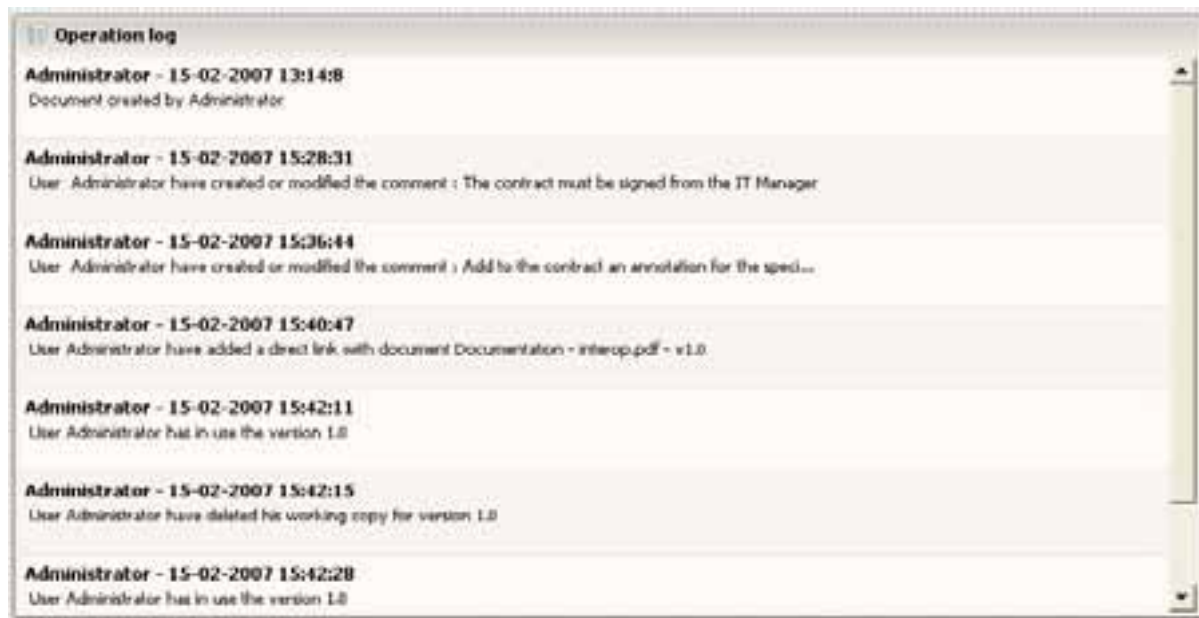 Operation log
Administrator - 15-02-2007 13:14:8
Document created by Administrator
Administrator - 15-02-2007 15:28:31
User Administrator have created or modified the comment : The contract must be signed from the IT Manager
Administrator - 15-02-2007 15:36:44
User Administrator have created or modified the comment : Add to the contract an annotation for the speci...
Administrator - 15-02-2007 15:40:47
User Administrator have added a direct link with document Documentation - interop.pdf - v1.0
Administrator - 15-02-2007 15:42:11
User Administrator has in use the version 1.0
Administrator - 15-02-2007 15:42:15
User Administrator have deleted his working copy for version 1.0
Administrator - 15-02-2007 15:42:28
User Administrator has in use the version 1.0